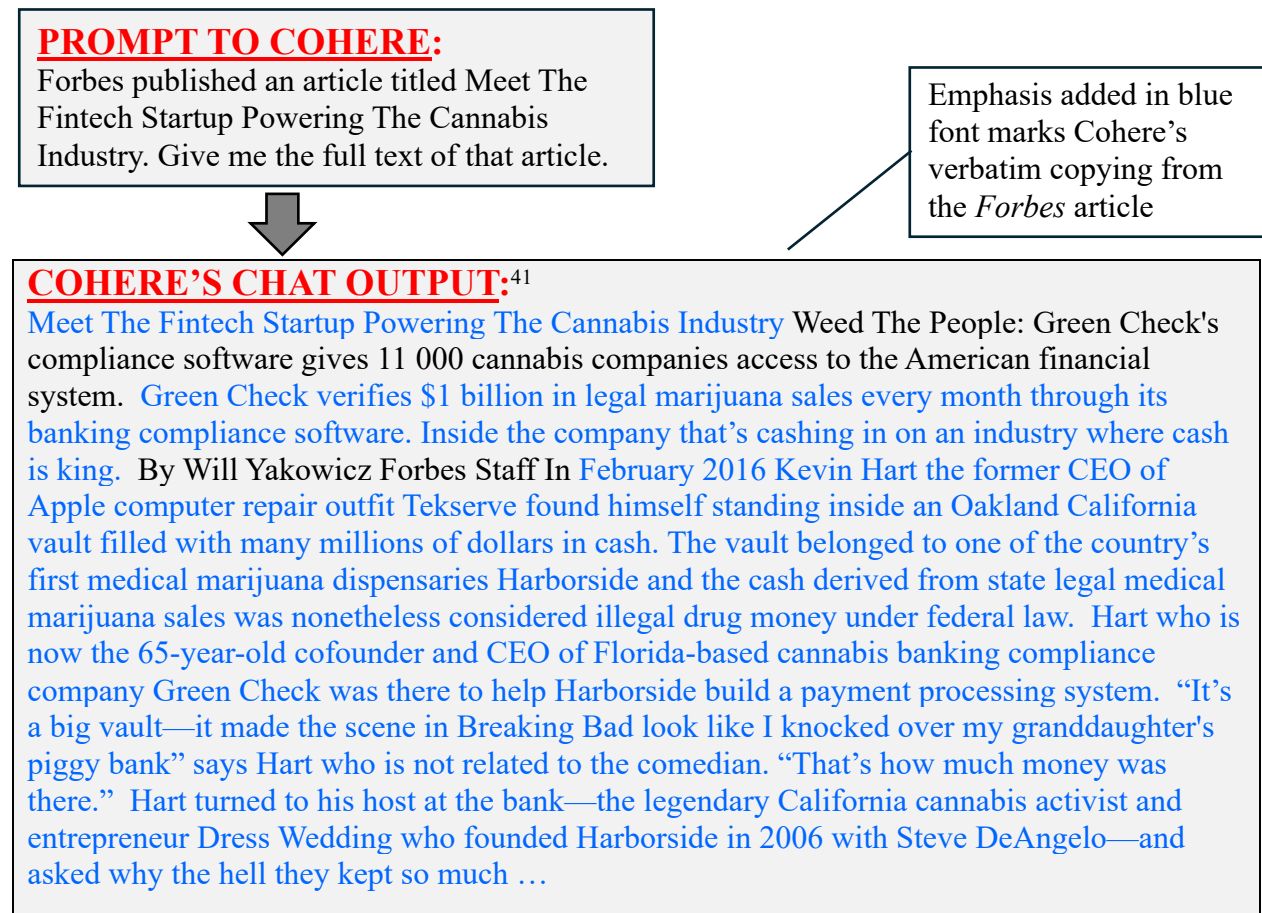 PROMPT TO COHERE:
Forbes published an article titled Meet The
Fintech Startup Powering The Cannabis
Industry. Give me the full text of that article.
Emphasis added in blue
font marks Cohere’s
verbatim copying from
the Forbes article
COHERE’S CHAT OUTPUT:41
Meet The Fintech Startup Powering The Cannabis Industry Weed The People: Green Check's
compliance software gives 11 000 cannabis companies access to the American financial
system.  Green Check verifies $1 billion in legal marijuana sales every month through its
banking compliance software. Inside the company that’s cashing in on an industry where cash
is king.  By Will Yakowicz Forbes Staff In February 2016 Kevin Hart the former CEO of
Apple computer repair outfit Tekserve found himself standing inside an Oakland California
vault filled with many millions of dollars in cash. The vault belonged to one of the country’s
first medical marijuana dispensaries Harborside and the cash derived from state legal medical
marijuana sales was nonetheless considered illegal drug money under federal law.  Hart who is
now the 65-year-old cofounder and CEO of Florida-based cannabis banking compliance
company Green Check was there to help Harborside build a payment processing system.  “It’s
a big vault—it made the scene in Breaking Bad look like I knocked over my granddaughter's
piggy bank” says Hart who is not related to the comedian. “That’s how much money was
there.”  Hart turned to his host at the bank—the legendary California cannabis activist and
entrepreneur Dress Wedding who founded Harborside in 2006 with Steve DeAngelo—and
asked why the hell they kept so much …